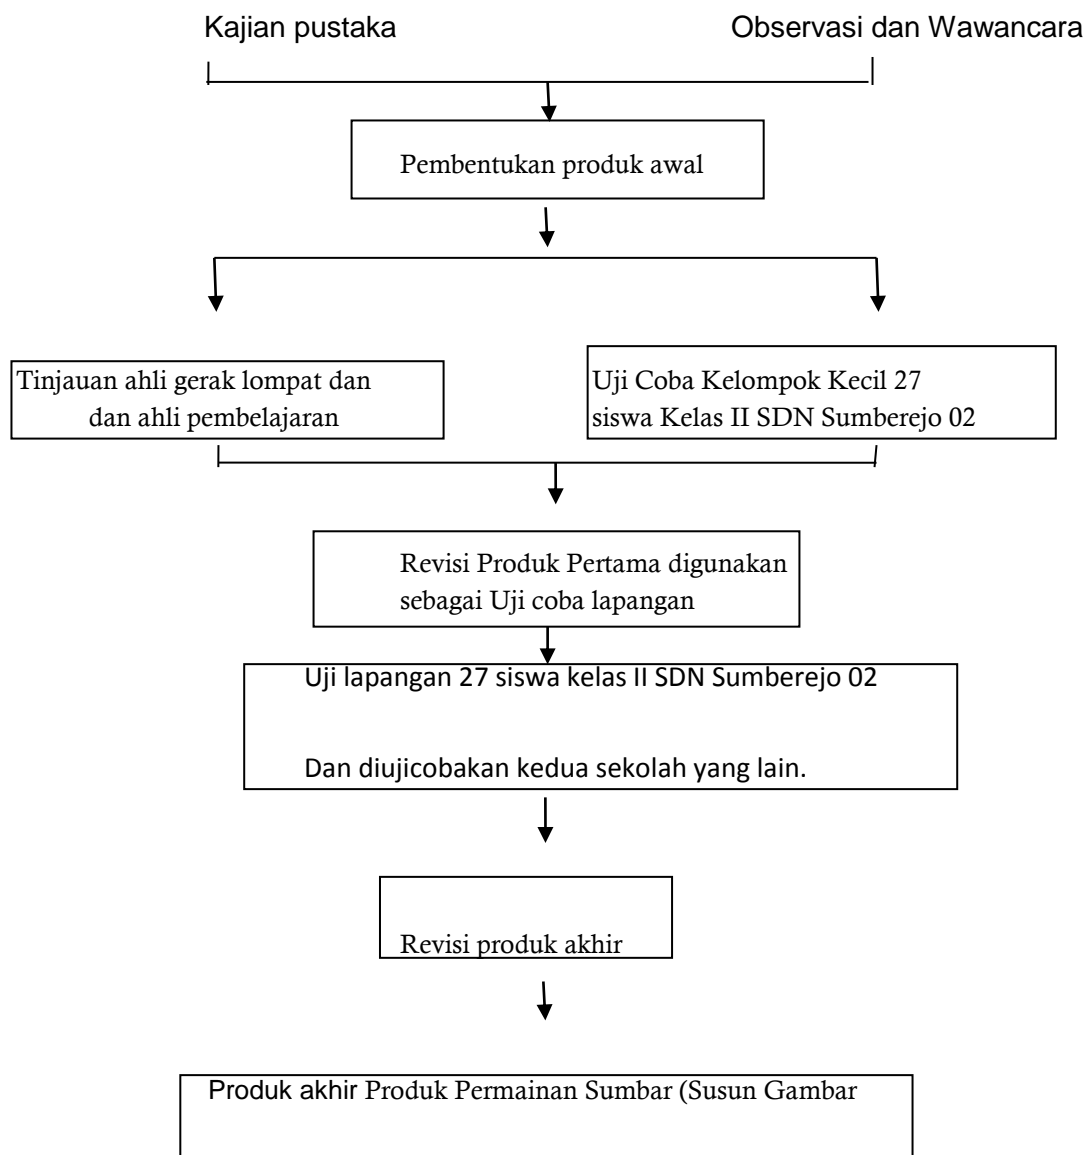 Kajian pustaka
Observasi dan Wawancara
Pembentukan produk awal
Tinjauan ahli gerak lompat dan
dan ahli pembelajaran
Uji Coba Kelompok Kecil 27
siswa Kelas II SDN Sumberejo 02
Revisi Produk Pertama digunakan
sebagai Uji coba lapangan
Uji lapangan 27 siswa kelas II SDN Sumberejo 02
Dan diujicobakan kedua sekolah yang lain.
Revisi produk akhir
Produk akhir Produk Permainan Sumbar (Susun Gambar